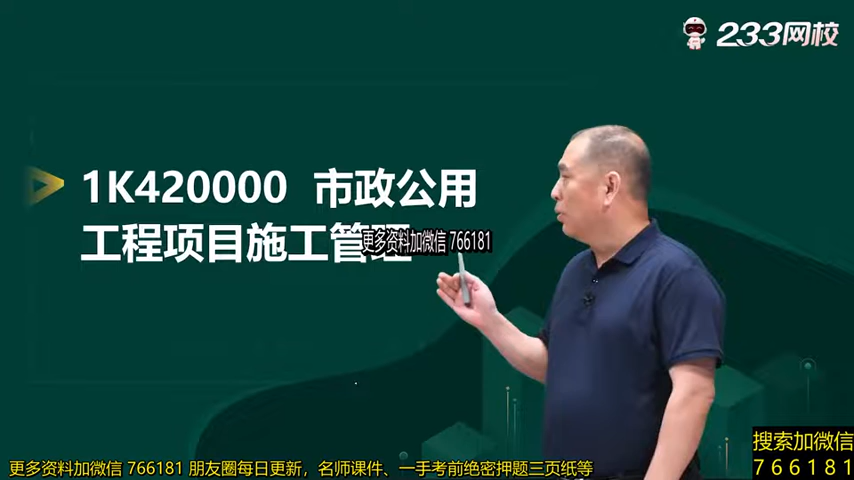 233网校
1K420000 市政公用
工程项目施工管理
更多资料加微信 766181
搜索加微信
766181
更多资料加微信 766181 朋友圈每日更新，名师课件、一手考前绝密押题三页纸等